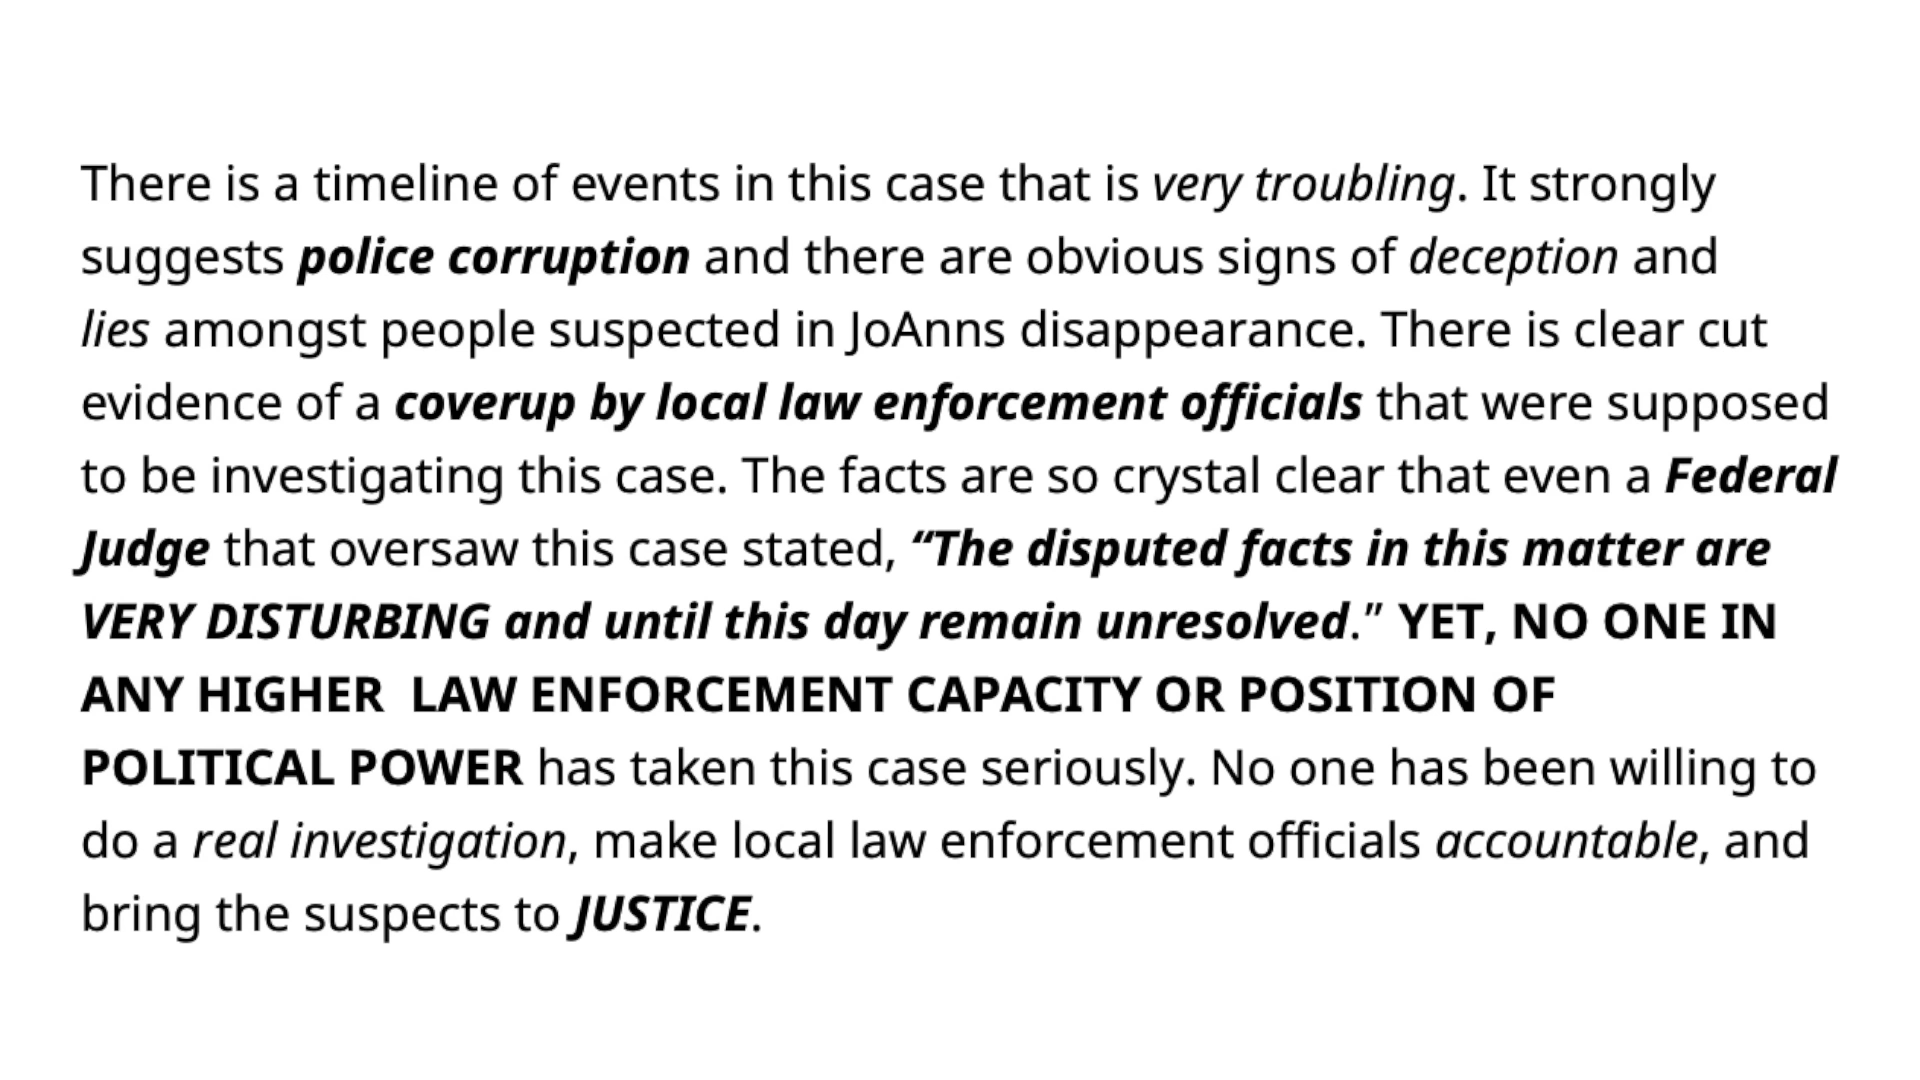 There is a timeline of events in this case that is very troubling. It strongly
suggests police corruption and there are obvious signs of deception and
lies amongst people suspected in JoAnns disappearance. There is clear cut
evidence of a coverup by local law enforcement officials that were supposed
to be investigating this case. The facts are so crystal clear that even a Federal
Judge that oversaw this case stated, “The disputed facts in this matter are
VERY DISTURBING and until this day remain unresolved.” YET, NO ONE IN
ANY HIGHER  LAW ENFORCEMENT CAPACITY OR POSITION OF
POLITICAL POWER has taken this case seriously. No one has been willing to
do a real investigation, make local law enforcement officials accountable, and
bring the suspects to JUSTICE.